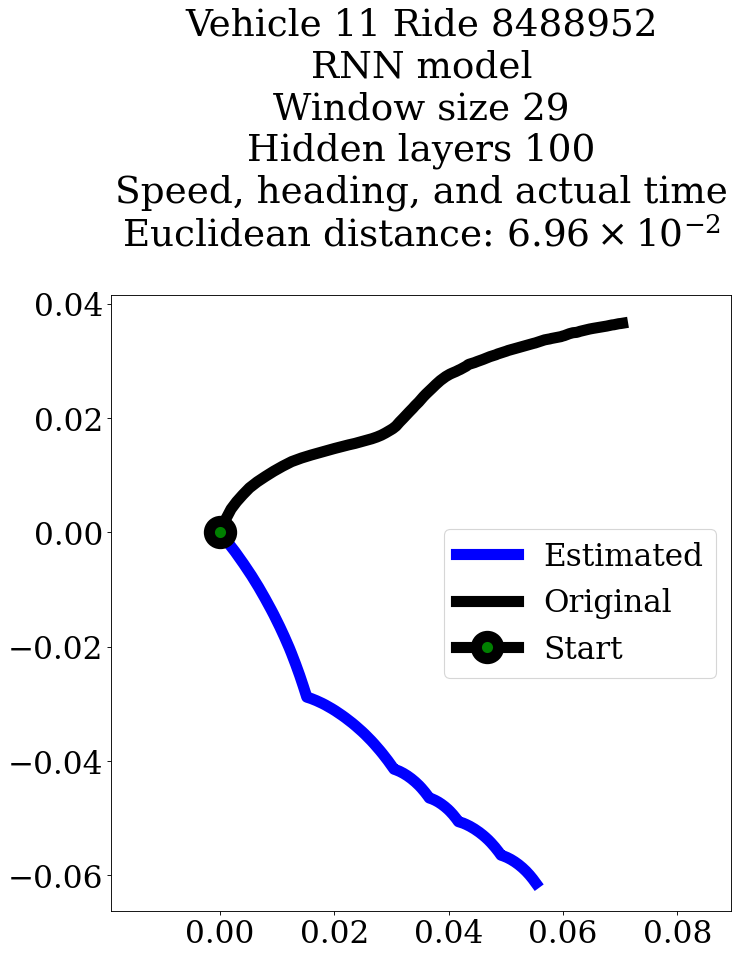 Vehicle 11 Ride 8488952
RNN model
Window size 29
Hidden layers 100
Speed, heading, and actual time
Euclidean distance: 6.96 × 10⁻²
0.04
0.02
0.00
−0.02
−0.04
−0.06
Estimated
Original
Start
0.00 0.02 0.04 0.06 0.08